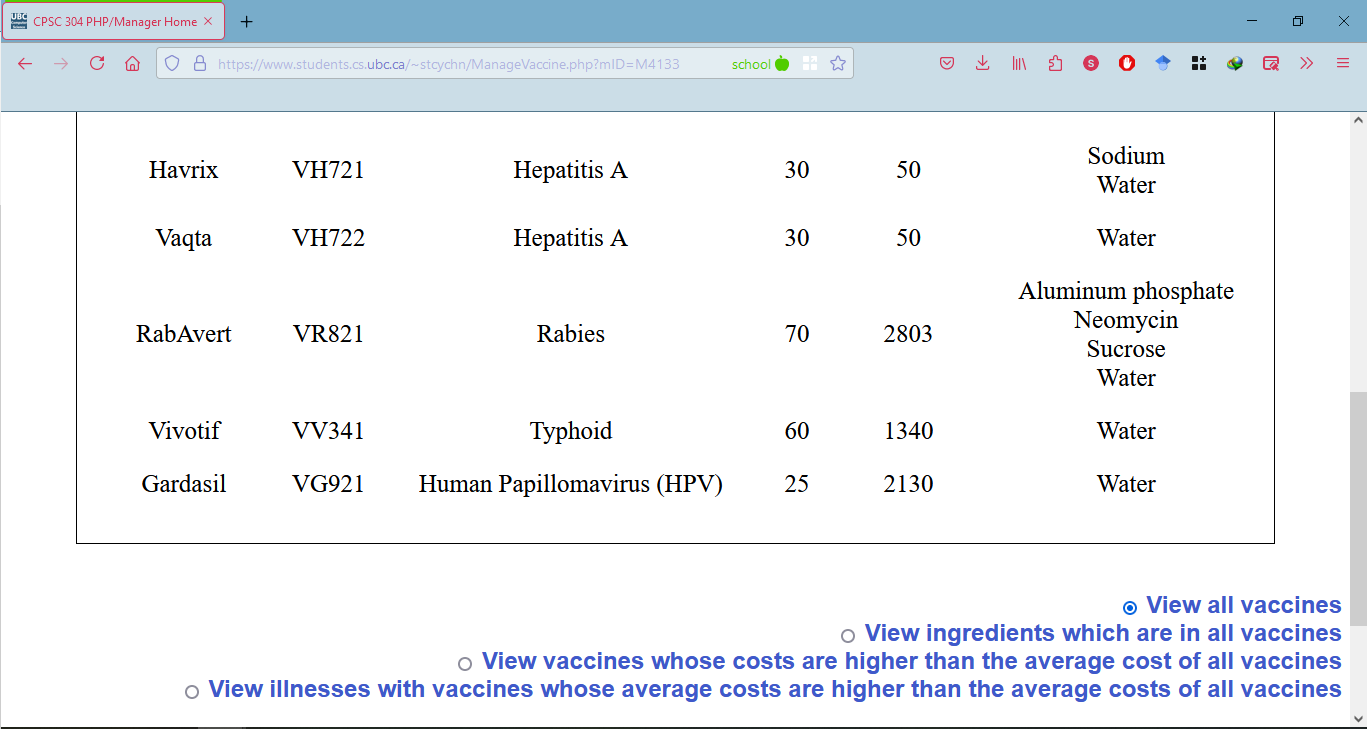 UBC CPSC 304 PHP/Manager Home
https://www.students.cs.ubc.ca/~stcychn/ManageVaccine.php?mID=M4133 school
S
Havrix VH721 Hepatitis A 30 50 Sodium
Water
Vaqta VH722 Hepatitis A 30 50 Water
Aluminum phosphate
Neomycin
RabAvert VR821 Rabies 70 2803
Sucrose
Water
Vivotif VV341 Typhoid 60 1340 Water
Gardasil VG921 Human Papillomavirus (HPV) 25 2130 Water
View all vaccines
View ingredients which are in all vaccines
View vaccines whose costs are higher than the average cost of all vaccines
View illnesses with vaccines whose average costs are higher than the average costs of all vaccines